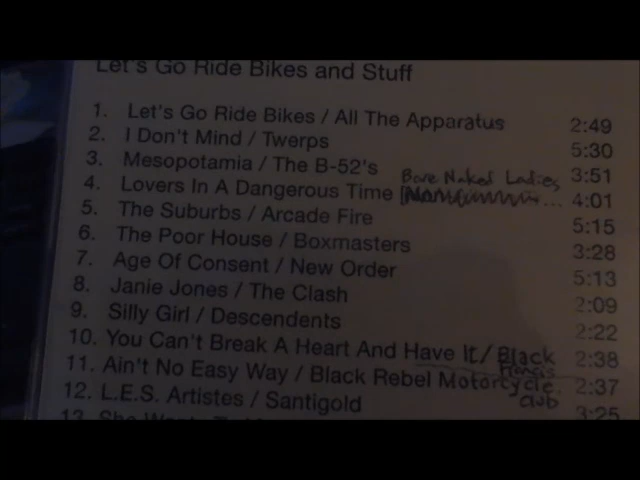 Let's Go Ride Bikes and Stuff
1. Let's Go Ride Bikes / All The Apparatus 2:49
2. I Don't Mind / Twerps 5:30
3. Mesopotamia / The B-52's 3:51
Bare Naked Ladies
4. Lovers In A Dangerous Time ... 4:01
5. The Suburbs / Arcade Fire 5:15
6. The Poor House / Boxmasters 3:28
7. Age Of Consent / New Order 5:13
8. Janie Jones / The Clash 2:09
9. Silly Girl / Descendents 2:22
10. You Can't Break A Heart And Have It / Black 2:38
Francis
11. Ain't No Easy Way / Black Rebel Motorcycle 2:37
Club
12. L.E.S. Artistes / Santigold 3:25
13. She